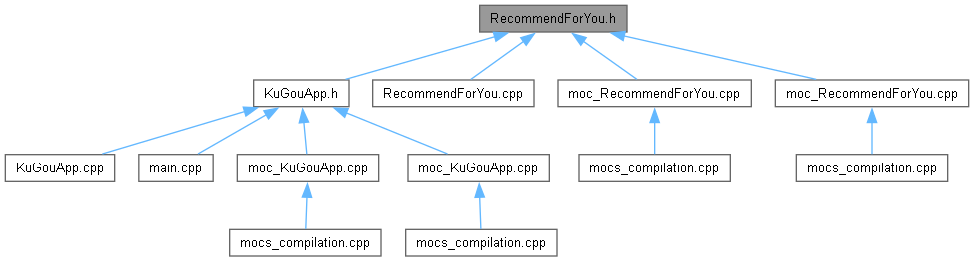 RecommendForYou.h
KuGouApp.h
RecommendForYou.cpp
moc_RecommendForYou.cpp
moc_RecommendForYou.cpp
KuGouApp.cpp
main.cpp
moc_KuGouApp.cpp
moc_KuGouApp.cpp
mocs_compilation.cpp
mocs_compilation.cpp
mocs_compilation.cpp
mocs_compilation.cpp